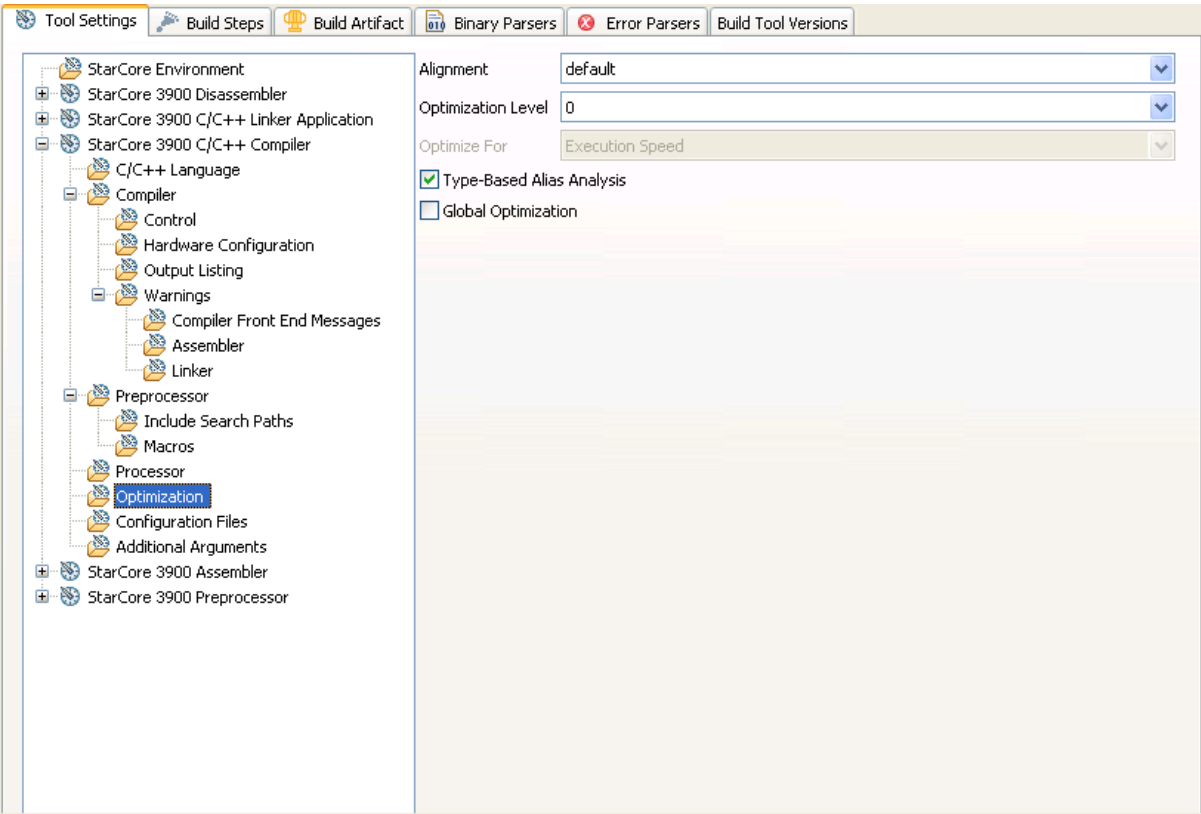 Tool Settings Build Steps Build Artifact Binary Parsers Error Parsers Build Tool Versions
StarCore Environment
StarCore 3900 Disassembler
StarCore 3900 C/C++ Linker Application
StarCore 3900 C/C++ Compiler
C/C++ Language
Compiler
Control
Hardware Configuration
Output Listing
Warnings
Compiler Front End Messages
Assembler
Linker
Preprocessor
Include Search Paths
Macros
Processor
Optimization
Configuration Files
Additional Arguments
StarCore 3900 Assembler
StarCore 3900 Preprocessor
Alignment default
Optimization Level 0
Optimize For Execution Speed
Type-Based Alias Analysis
Global Optimization